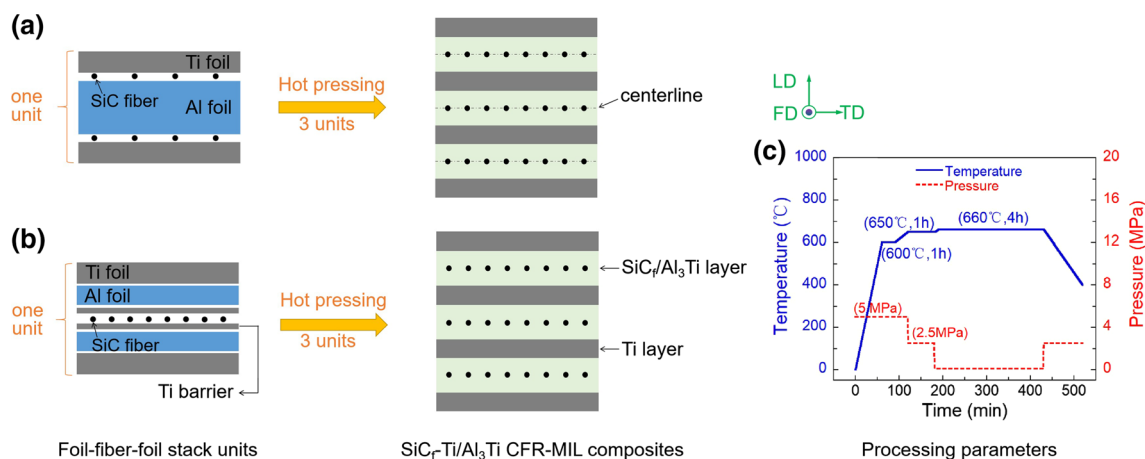 (a)
Ti foil
SiC fiber
Al foil
one
unit
Hot pressing
3 units
centerline
LD
FD
TD
(b)
Ti foil
Al foil
SiC fiber
one
unit
Ti barrier
Hot pressing
3 units
SiCf/Al3Ti layer
Ti layer
(c)
Temperature
Pressure
(650℃,1h)
(660℃,4h)
(600℃,1h)
(5 MPa)
(2.5MPa)
Temperature (℃)
1000
800
600
400
200
0
Pressure (MPa)
20
16
12
8
4
0
0 100 200 300 400 500
Time (min)
Foil-fiber-foil stack units
SiCf-Ti/Al3Ti CFR-MIL composites
Processing parameters